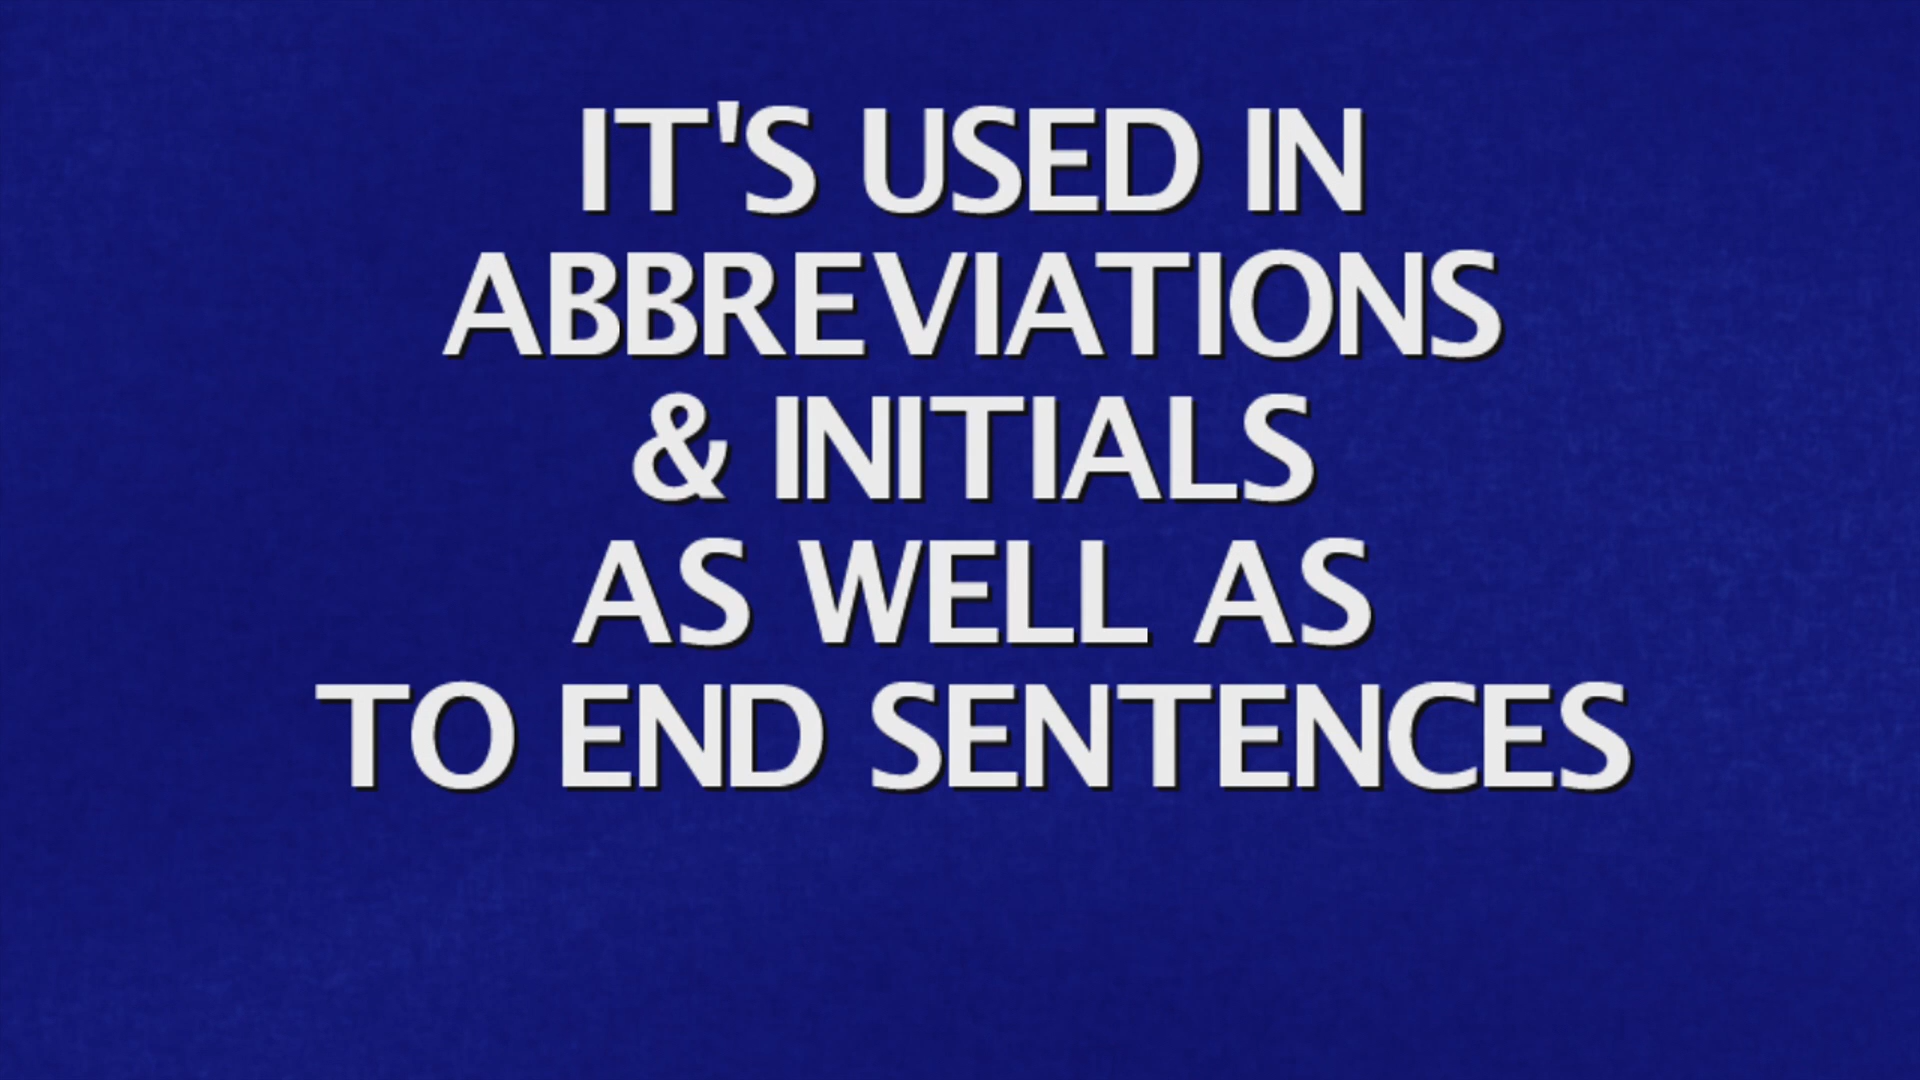 IT'S USED IN
ABBREVIATIONS
& INITIALS
AS WELL AS
TO END SENTENCES